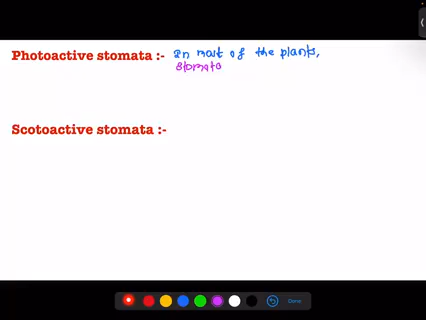 Photoactive stomata :- In most of the plants,
stomata
Scotoactive stomata :-
Done